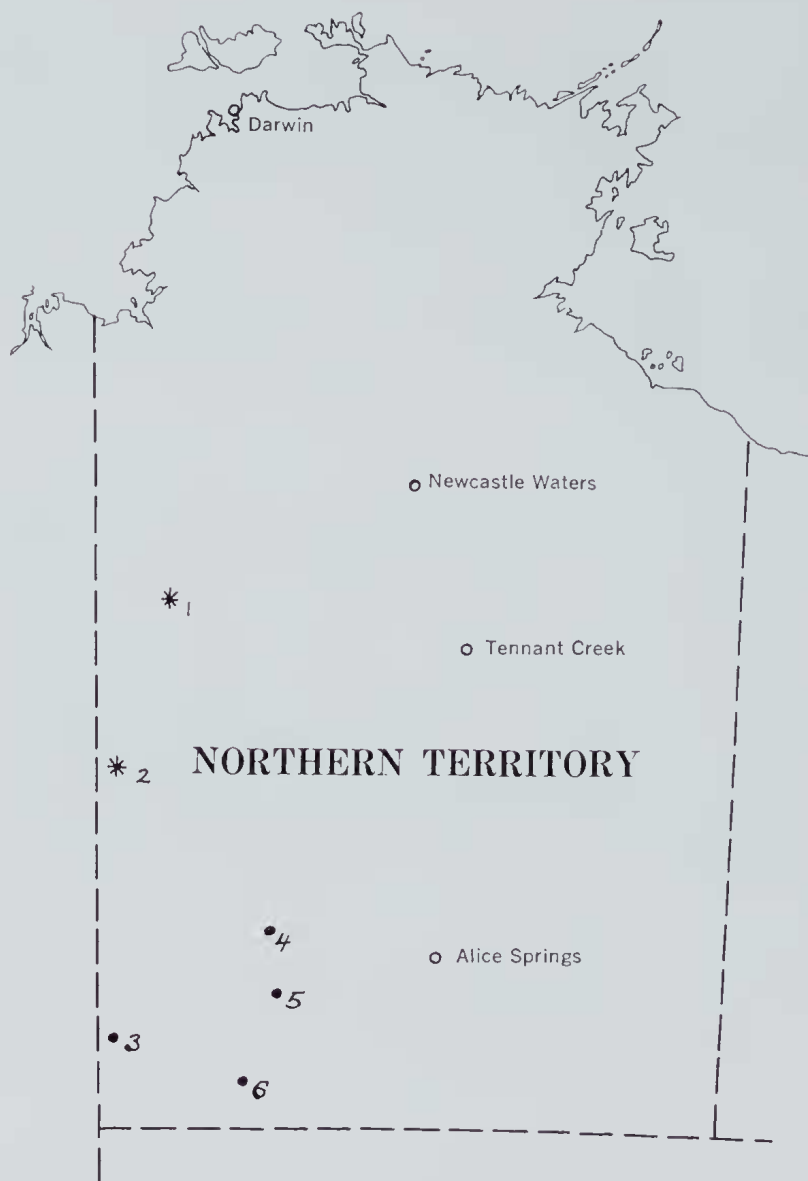 Darwin
Newcastle Waters
1
Tennant Creek
2
NORTHERN TERRITORY
4
Alice Springs
5
3
6